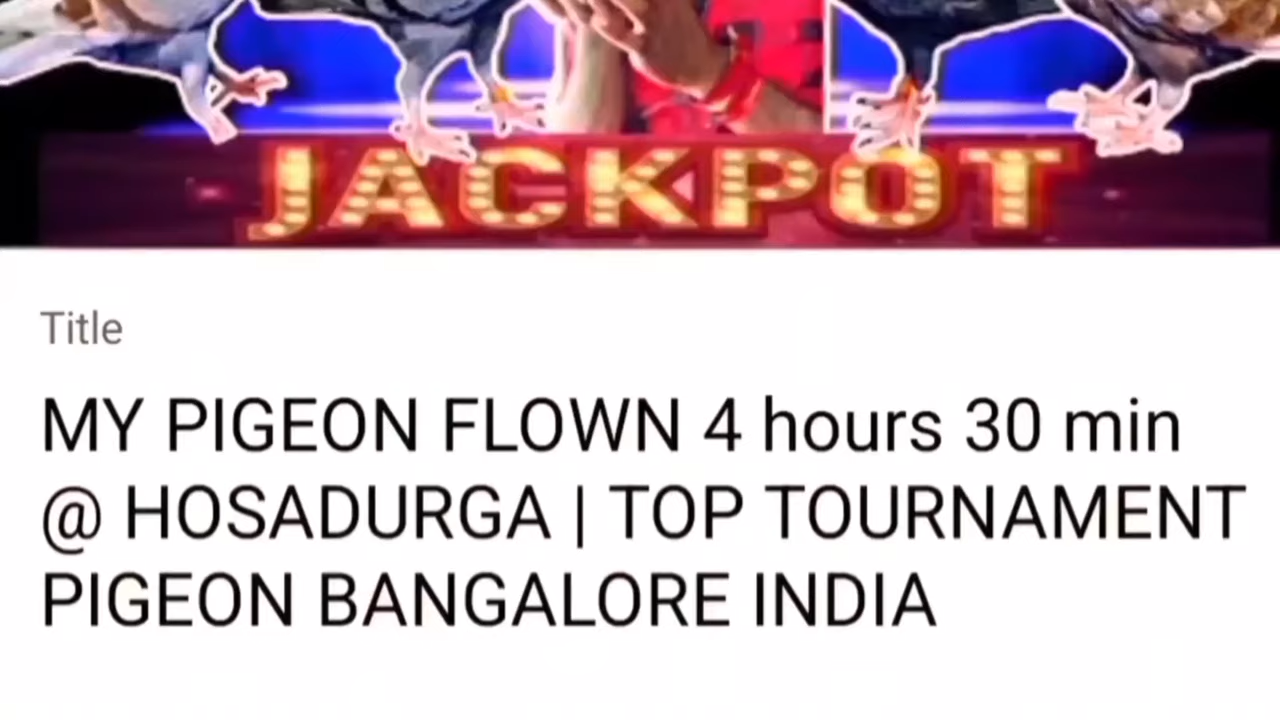 JACKPOT
Title
MY PIGEON FLOWN 4 hours 30 min
@ HOSADURGA | TOP TOURNAMENT
PIGEON BANGALORE INDIA